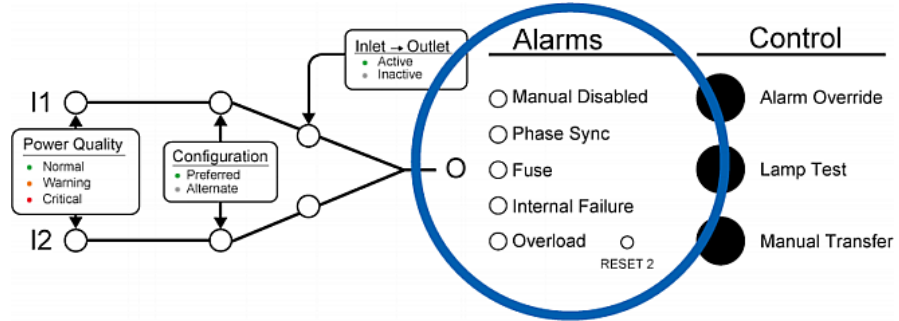 Inlet → Outlet
Active
Inactive
Alarms
Control
I1
Manual Disabled
Alarm Override
Phase Sync
Power Quality
Normal
Warning
Critical
Configuration
Preferred
Alternate
O
Fuse
Lamp Test
Internal Failure
I2
Overload
RESET 2
Manual Transfer